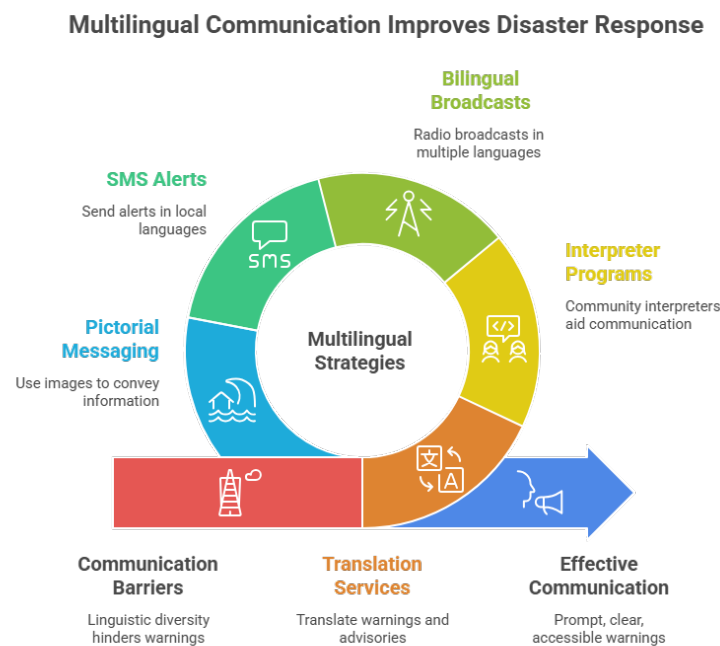 Multilingual Communication Improves Disaster Response
Bilingual
Broadcasts
Radio broadcasts in
multiple languages
SMS Alerts
Send alerts in local
languages
sms
Interpreter
Programs
Community interpreters
aid communication
</>
Pictorial
Messaging
Use images to convey
information
Multilingual
Strategies
文
A
Communication
Barriers
Linguistic diversity
hinders warnings
Translation
Services
Translate warnings and
advisories
Effective
Communication
Prompt, clear,
accessible warnings